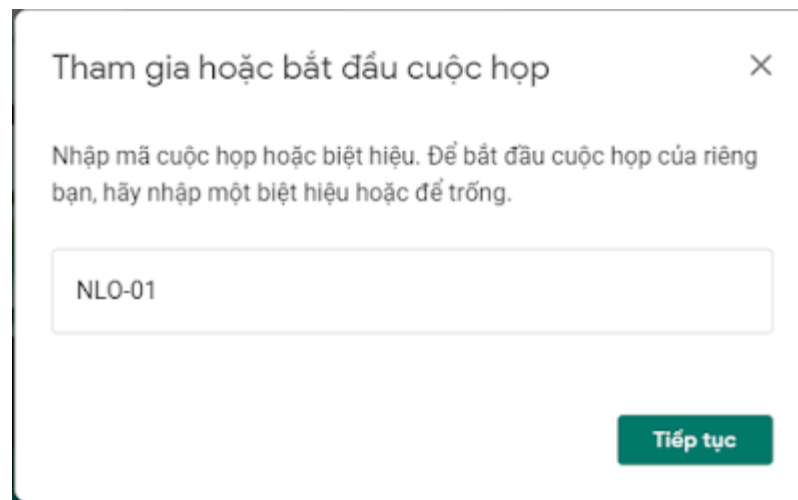 Tham gia hoặc bắt đầu cuộc họp
Nhập mã cuộc họp hoặc biệt hiệu. Để bắt đầu cuộc họp của riêng
bạn, hãy nhập một biệt hiệu hoặc để trống.
NLO-01
Tiếp tục